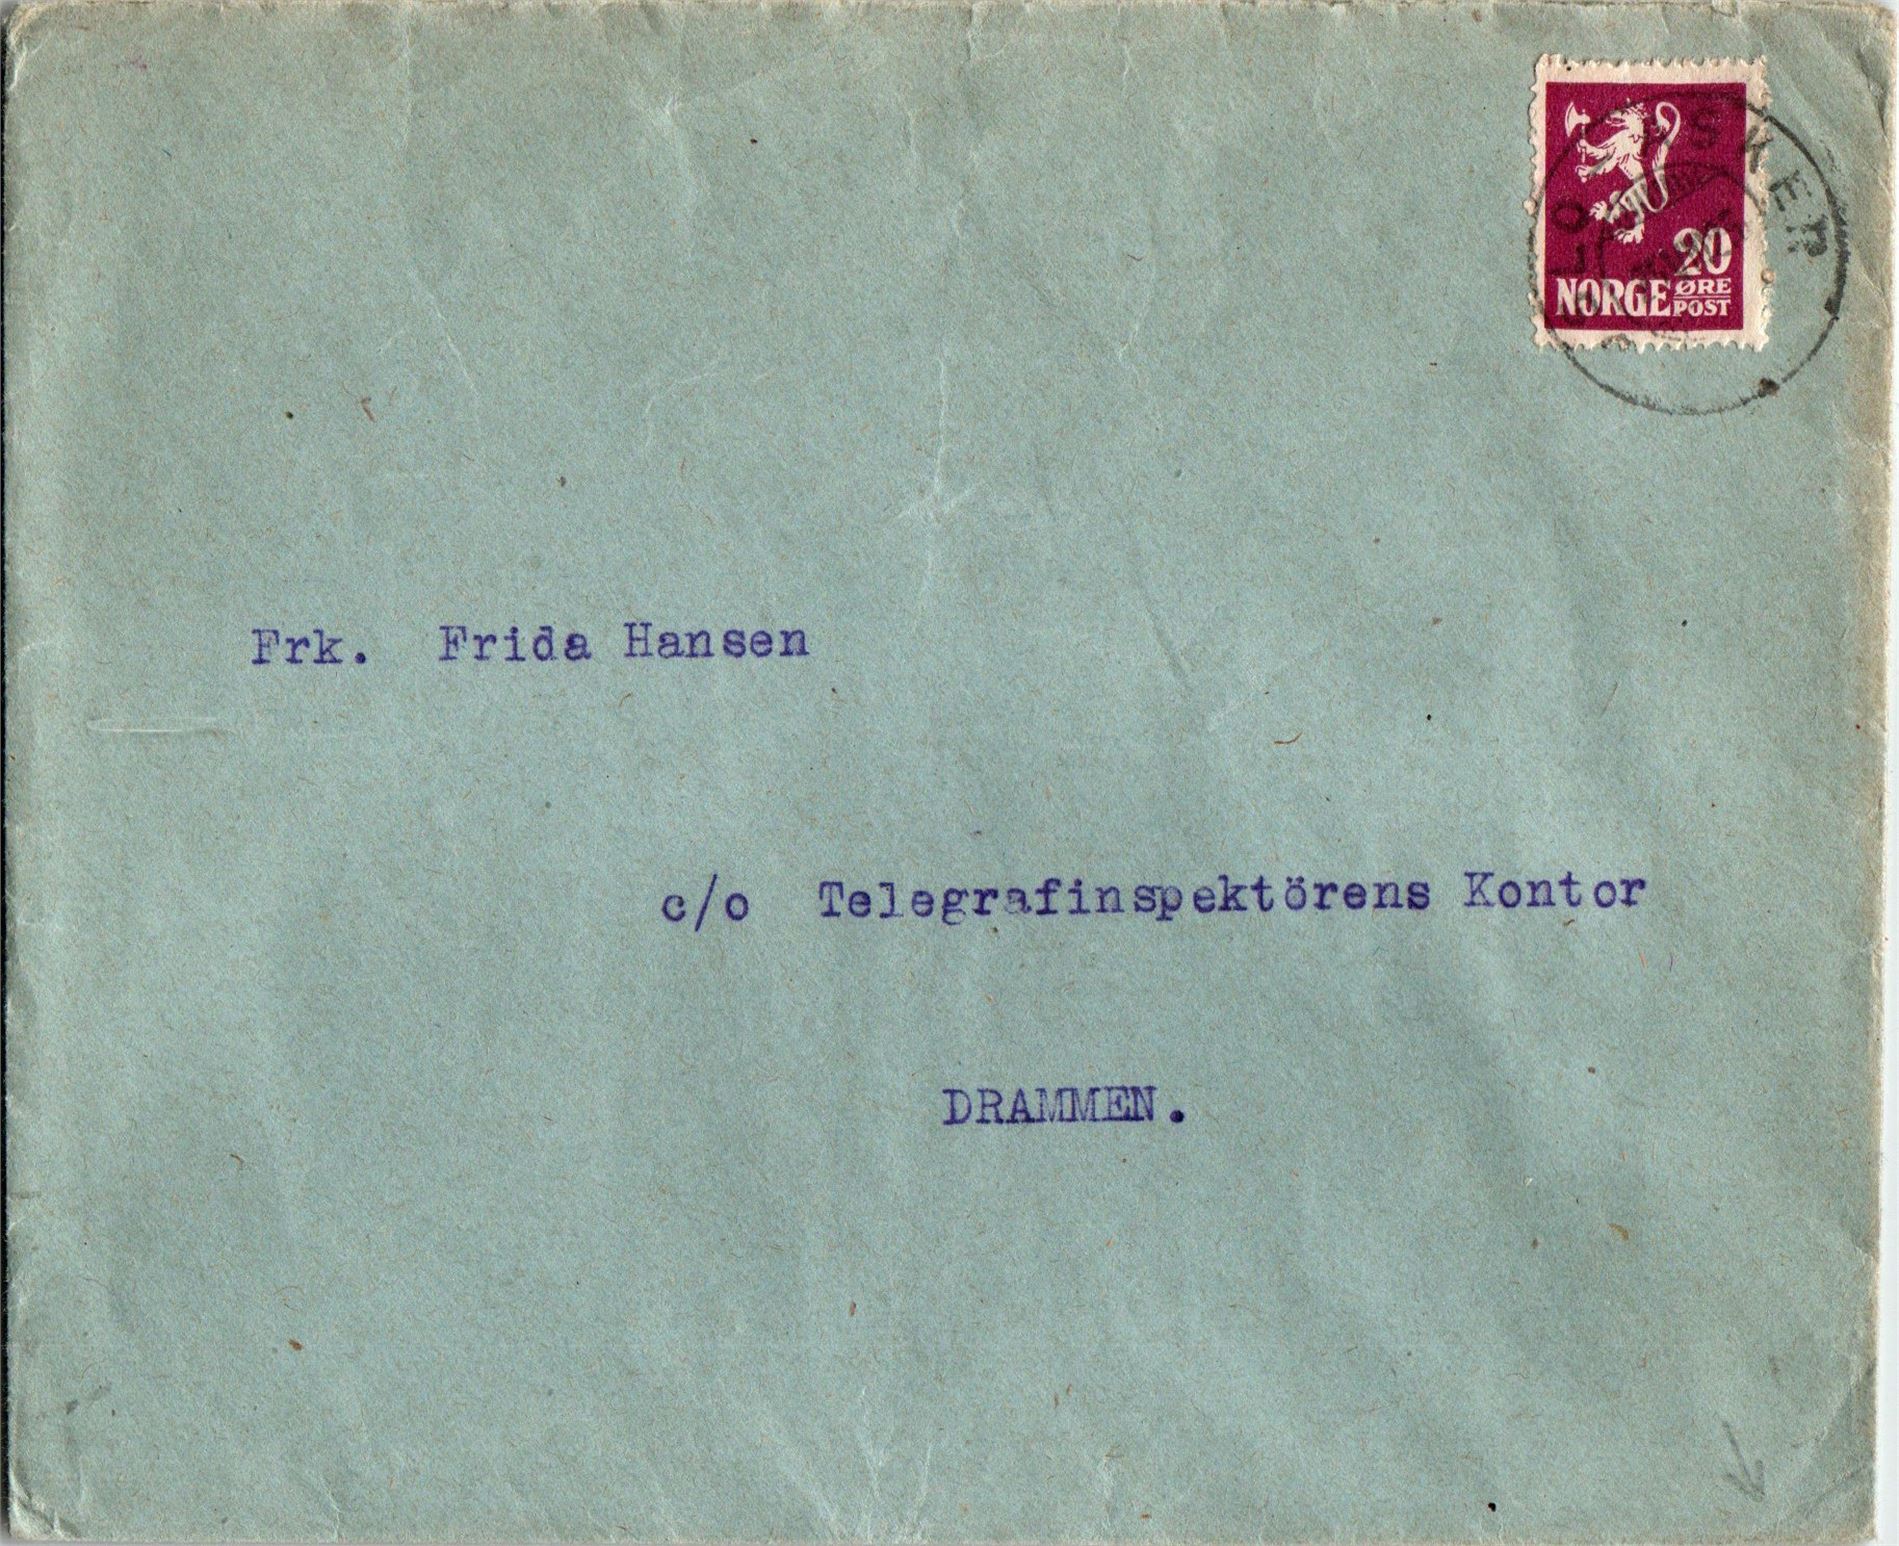 20
NORGE ØRE
POST
Frk. Frida Hansen
c/o Telegrafinspektörens Kontor
DRAMMEN.